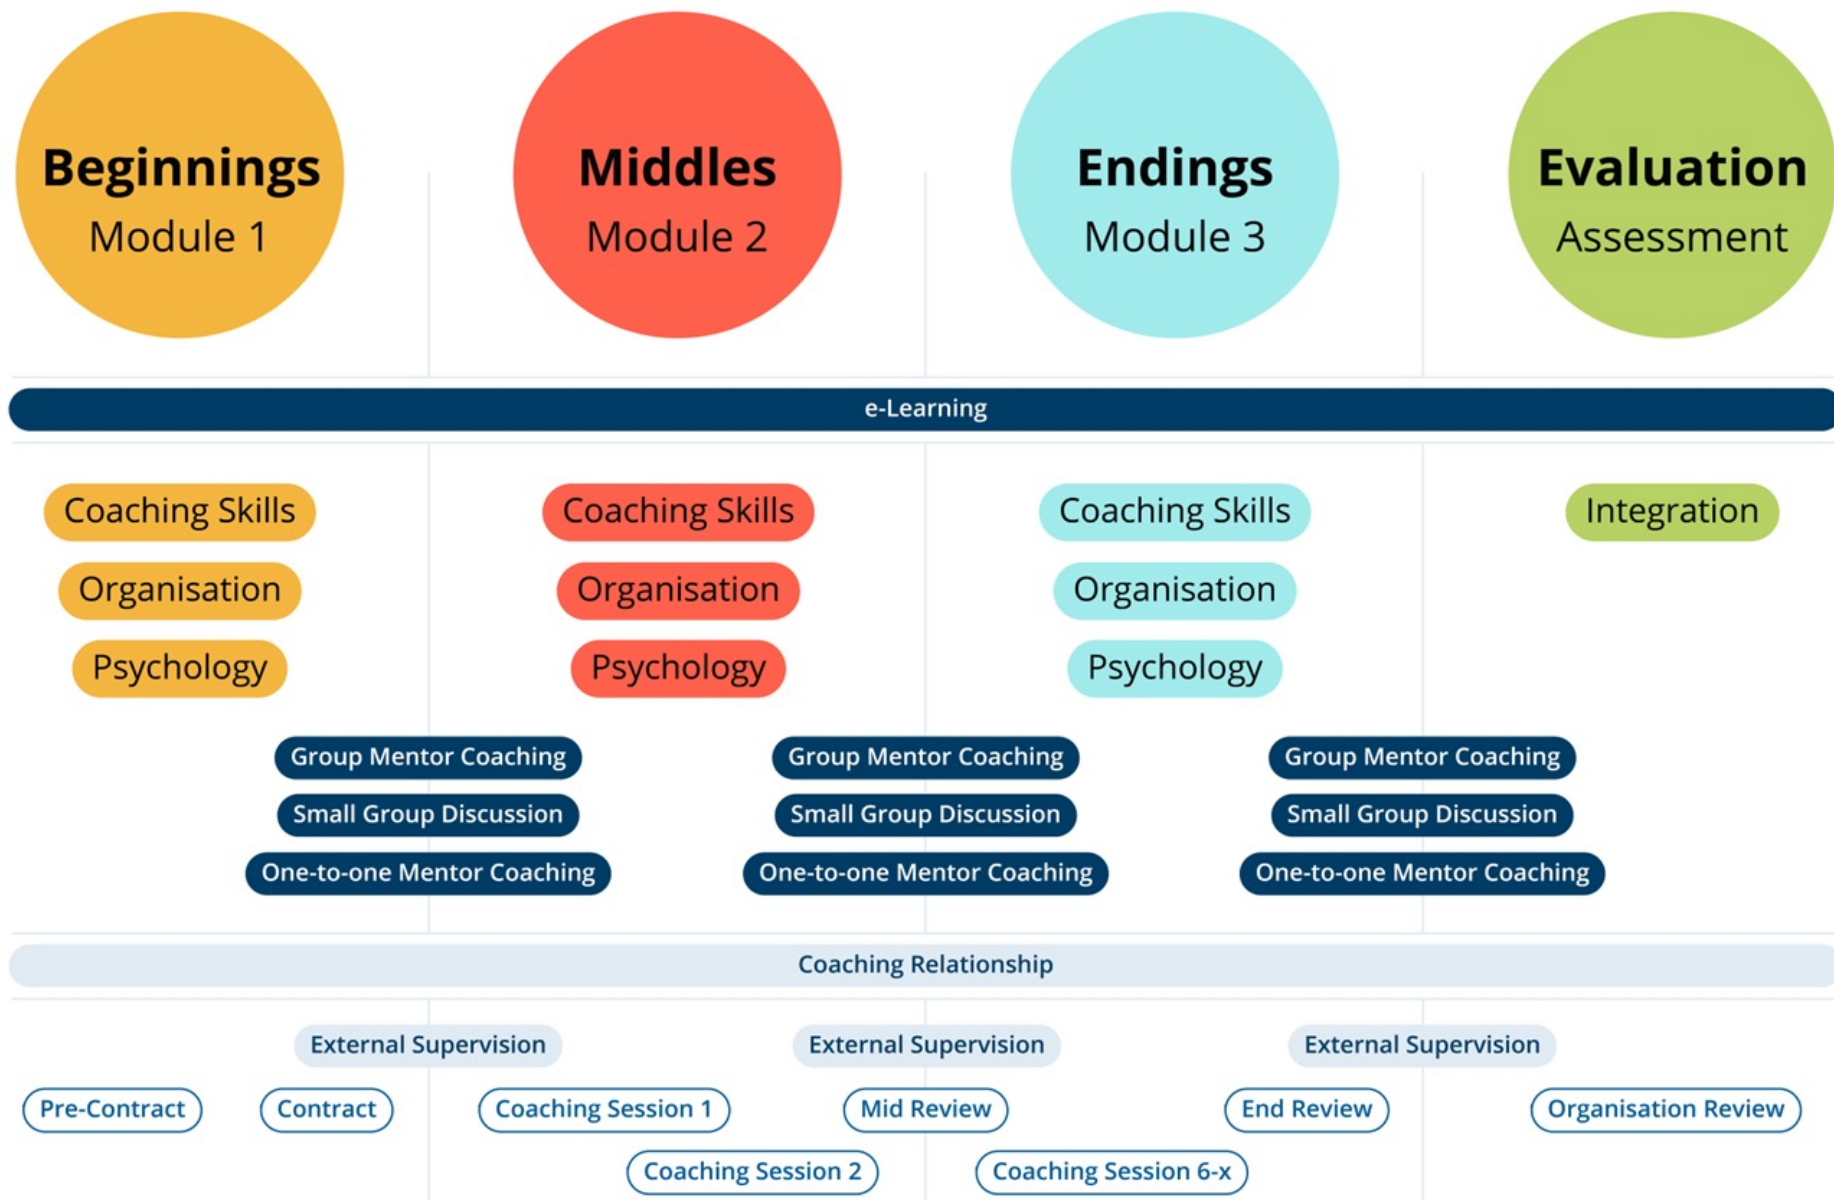 Beginnings
Module 1
Middles
Module 2
Endings
Module 3
Evaluation
Assessment
e-Learning
Coaching Skills
Coaching Skills
Coaching Skills
Integration
Organisation
Organisation
Organisation
Psychology
Psychology
Psychology
Group Mentor Coaching
Group Mentor Coaching
Group Mentor Coaching
Small Group Discussion
Small Group Discussion
Small Group Discussion
One-to-one Mentor Coaching
One-to-one Mentor Coaching
One-to-one Mentor Coaching
Coaching Relationship
External Supervision
External Supervision
External Supervision
Pre-Contract
Contract
Coaching Session 1
Mid Review
End Review
Organisation Review
Coaching Session 2
Coaching Session 6-x